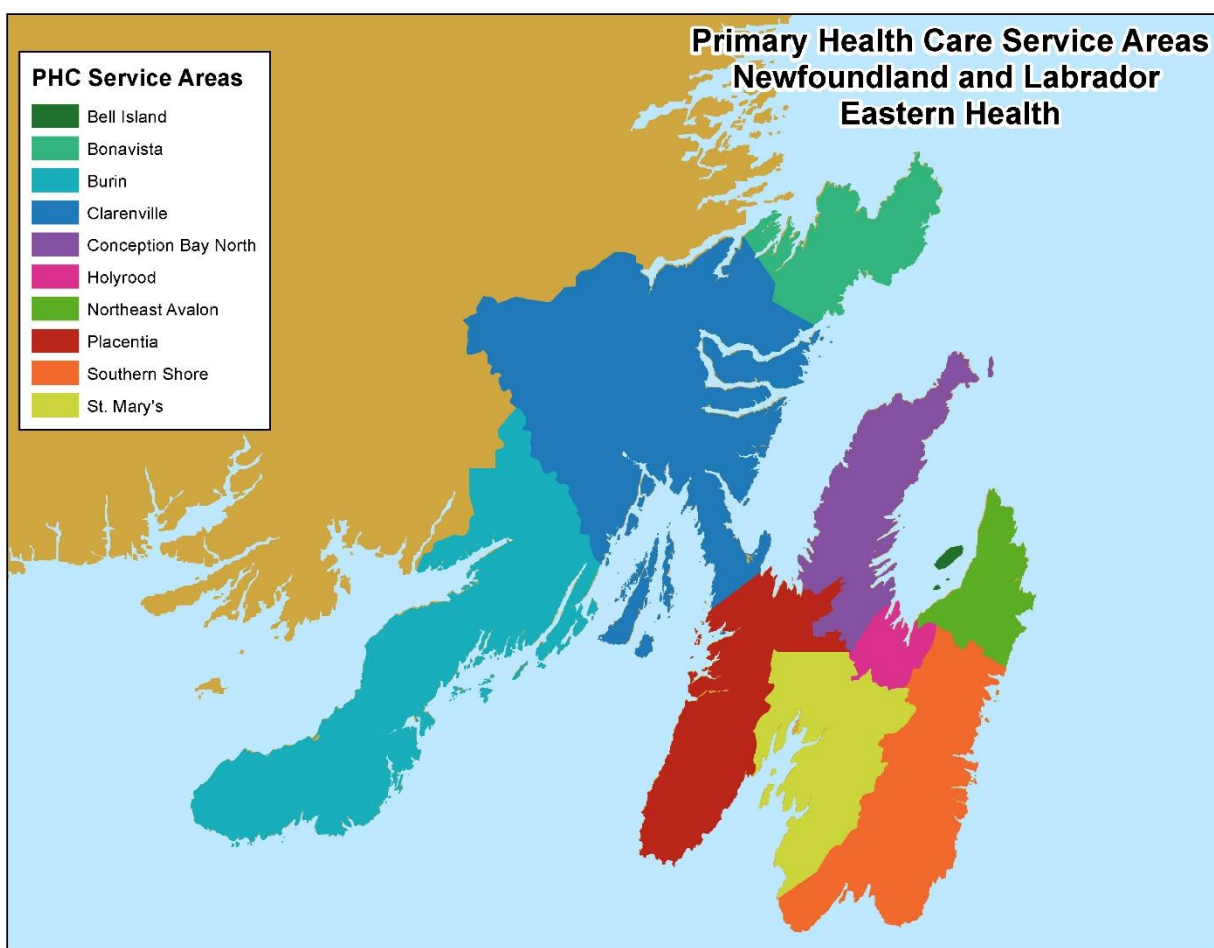 Primary Health Care Service Areas
Newfoundland and Labrador
Eastern Health
PHC Service Areas
Bell Island
Bonavista
Burin
Clarenville
Conception Bay North
Holyrood
Northeast Avalon
Placentia
Southern Shore
St. Mary's